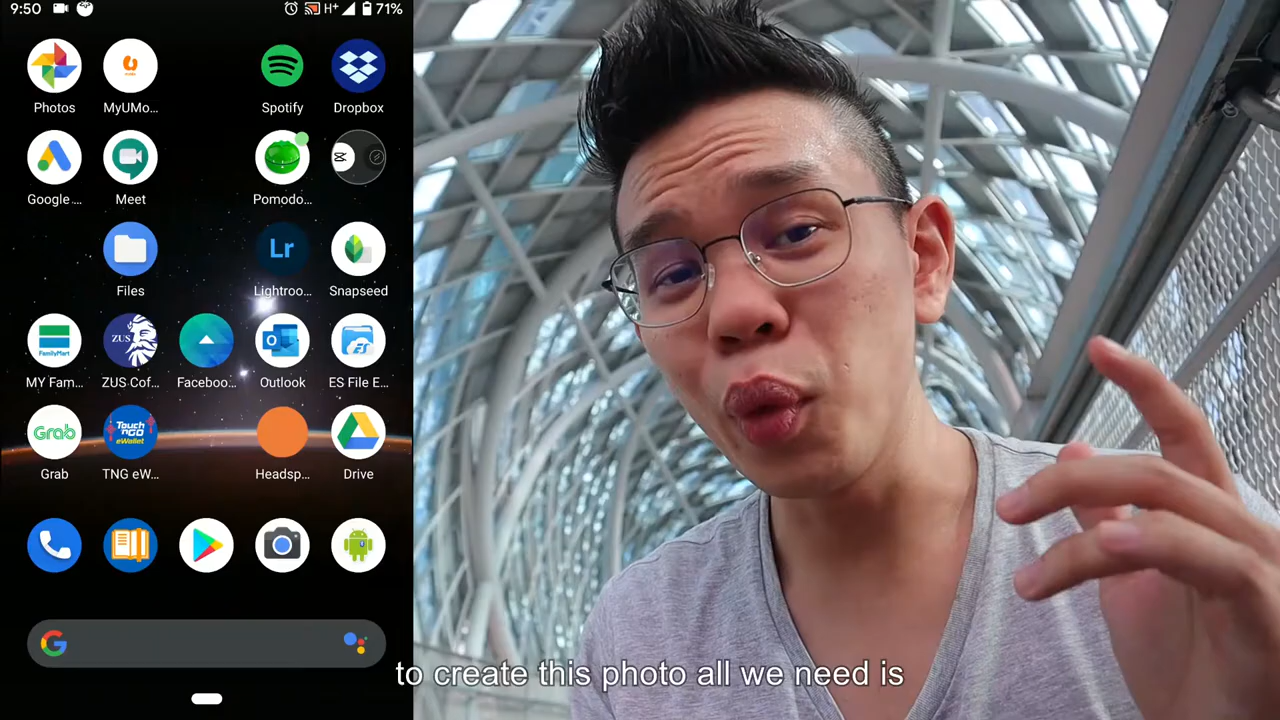 9:50 H+ 71%
Photos MyUMo... Spotify Dropbox
Google ... Meet Pomodo...
Lr
Files Lightroo... Snapseed
FamilyMart ZUS
MY Fam... ZUS Cof... Faceboo... Outlook ES File E...
Grab Touch 'nGO eWallet
Grab TNG eW... Headsp... Drive
to create this photo all we need is